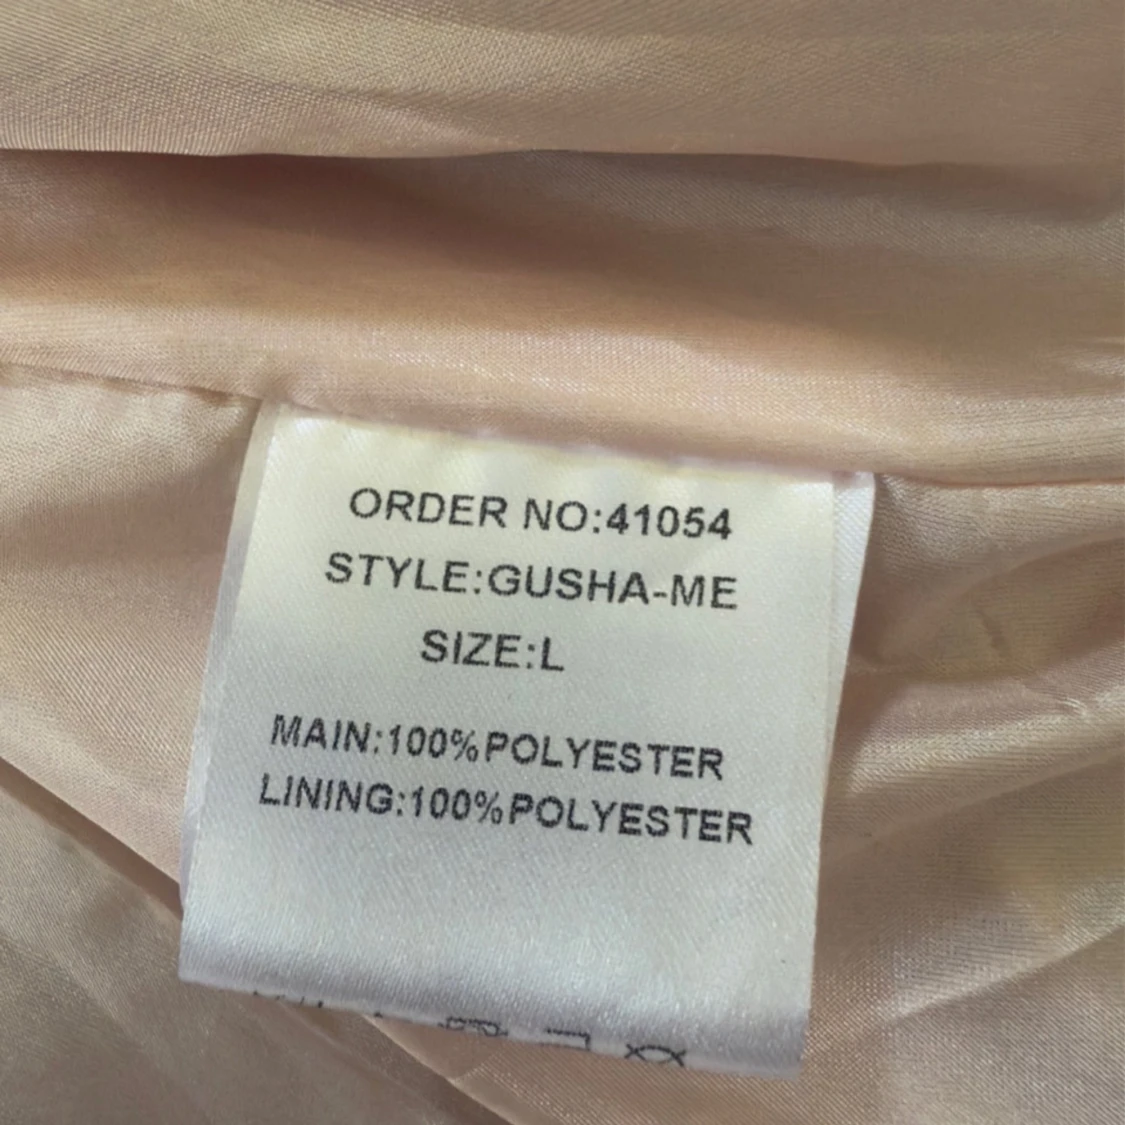 ORDER NO:41054
STYLE:GUSHA-ME
SIZE:L
MAIN:100%POLYESTER
LINING:100%POLYESTER